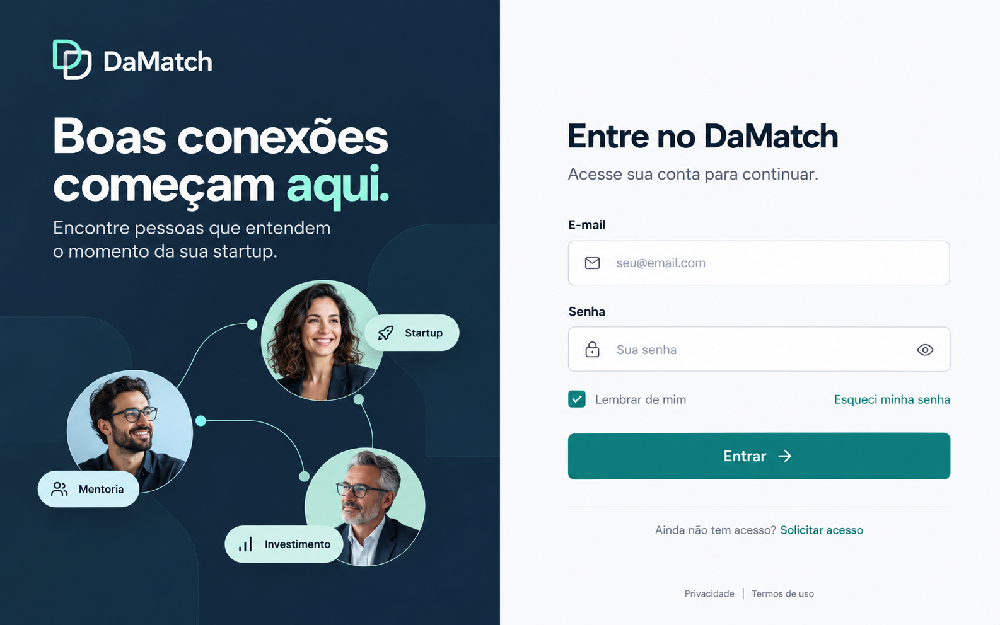 DaMatch
Boas conexões
começam aqui.
Encontre pessoas que entendem
o momento da sua startup.
Startup
Mentoria
Investimento
Entre no DaMatch
Acesse sua conta para continuar.
E-mail
seu@email.com
Senha
Sua senha
Lembrar de mim
Esqueci minha senha
Entrar →
Ainda não tem acesso? Solicitar acesso
Privacidade | Termos de uso